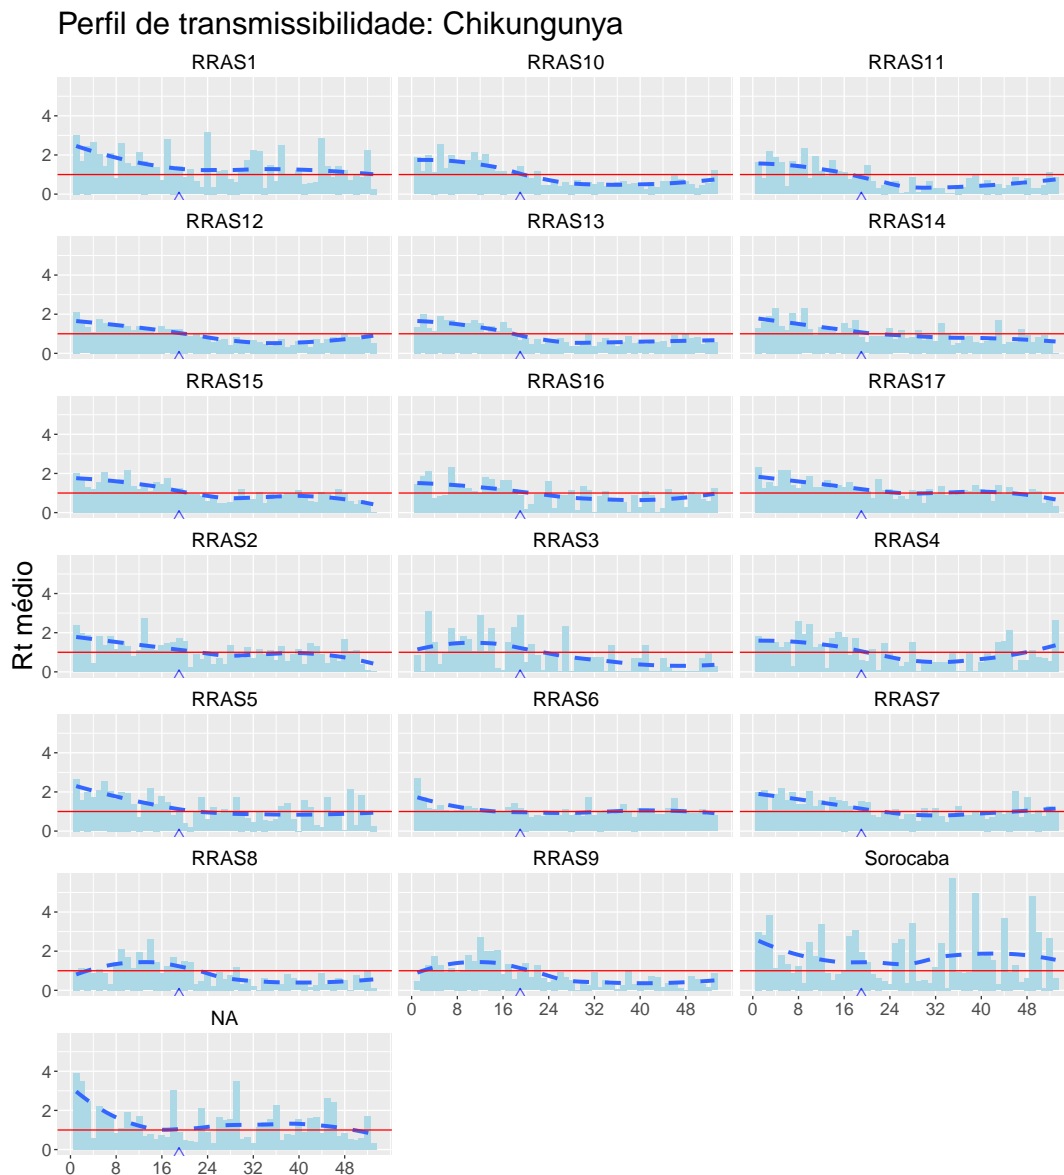 Perfil de transmissibilidade: Chikungunya
RRAS1 RRAS10 RRAS11
4
2
0
RRAS12 RRAS13 RRAS14
4
2
0
RRAS15 RRAS16 RRAS17
4
2
0
Rt médio
RRAS2 RRAS3 RRAS4
4
2
0
RRAS5 RRAS6 RRAS7
4
2
0
RRAS8 RRAS9 Sorocaba
4
2
0
0 8 16 24 32 40 48 0 8 16 24 32 40 48
NA
4
2
0
0 8 16 24 32 40 48